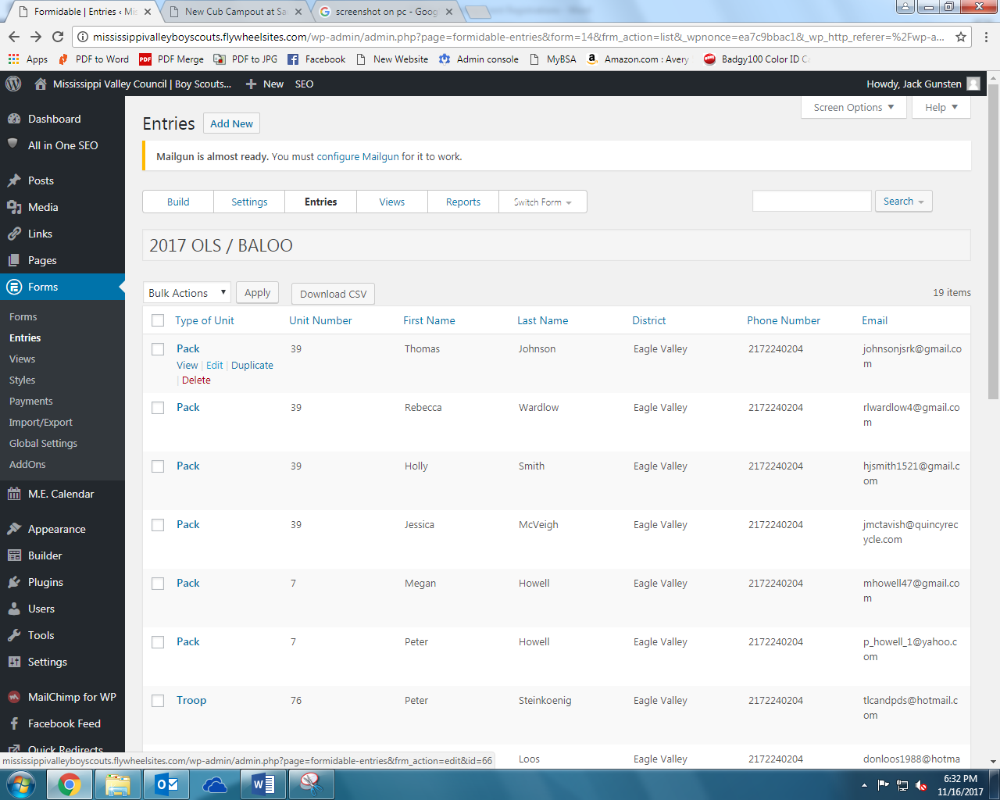 Formidable | Entries ‹ Mis
New Cub Campout at Sa
screenshot on pc - Goog
mississippivalleyboyscouts.flywheelsites.com/wp-admin/admin.php?page=formidable-entries&form=14&frm_action=list&_wpnonce=ea7c9bbac1&_wp_http_referer=%2Fwp-a...
Apps PDF to Word PDF Merge PDF to JPG Facebook New Website Admin console MyBSA Amazon.com : Avery Badgy100 Color ID C
Mississippi Valley Council | Boy Scouts... New SEO Howdy, Jack Gunsten
Screen Options Help
Dashboard
All in One SEO
Posts
Media
Links
Pages
Forms
Forms
Entries
Views
Styles
Payments
Import/Export
Global Settings
AddOns
M.E. Calendar
Appearance
Builder
Plugins
Users
Tools
Settings
MailChimp for WP
Facebook Feed
Quick Redirects
Entries Add New
Mailgun is almost ready. You must configure Mailgun for it to work.
Build Settings Entries Views Reports Switch Form Search
2017 OLS / BALOO
Bulk Actions Apply Download CSV 19 items
Type of Unit Unit Number First Name Last Name District Phone Number Email
Pack 39 Thomas Johnson Eagle Valley 2172240204 johnsonjsrk@gmail.co
m
View | Edit | Duplicate
| Delete
Pack 39 Rebecca Wardlow Eagle Valley 2172240204 rlwardlow4@gmail.co
m
Pack 39 Holly Smith Eagle Valley 2172240204 hjsmith1521@gmail.c
om
Pack 39 Jessica McVeigh Eagle Valley 2172240204 jmctavish@quincyrec
ycle.com
Pack 7 Megan Howell Eagle Valley 2172240204 mhowell47@gmail.co
m
Pack 7 Peter Howell Eagle Valley 2172240204 p_howell_1@yahoo.c
om
Troop 76 Peter Steinkoenig Eagle Valley 2172240204 tlcandpds@hotmail.c
om
Loos Eagle Valley 2172240204 donloos1988@hotma
mississippivalleyboyscouts.flywheelsites.com/wp-admin/admin.php?page=formidable-entries&frm_action=edit&id=66
6:32 PM
11/16/2017